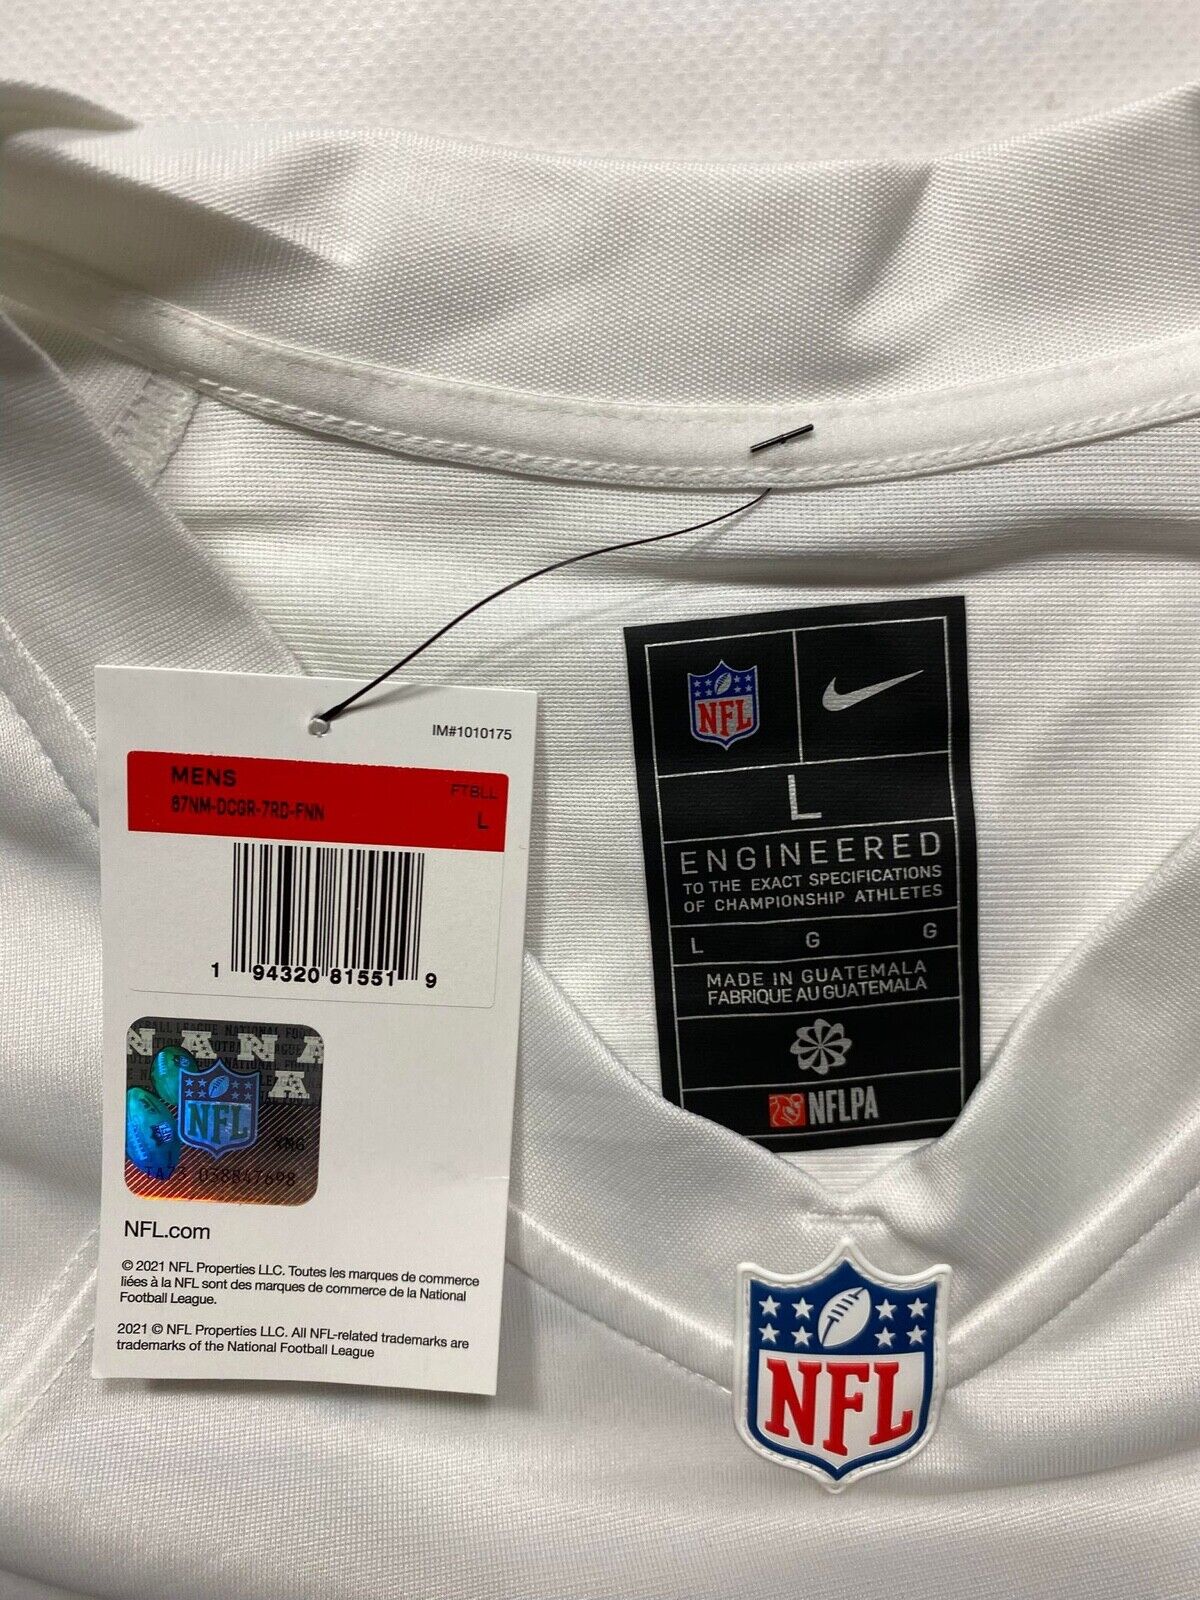 IM#1010175
MENS
FTBLL
87NM-DCGR-7RD-FNN
L
1 94320 81551 9
NATIONAL
NFL
038847698
NFL.com
© 2021 NFL Properties LLC. Toutes les marques de commerce
liées à la NFL sont des marques de commerce de la National
Football League.
2021 © NFL Properties LLC. All NFL-related trademarks are
trademarks of the National Football League
NFL
L
ENGINEERED
TO THE EXACT SPECIFICATIONS
OF CHAMPIONSHIP ATHLETES
L G G
MADE IN GUATEMALA
FABRIQUE AU GUATEMALA
NFLPA
NFL